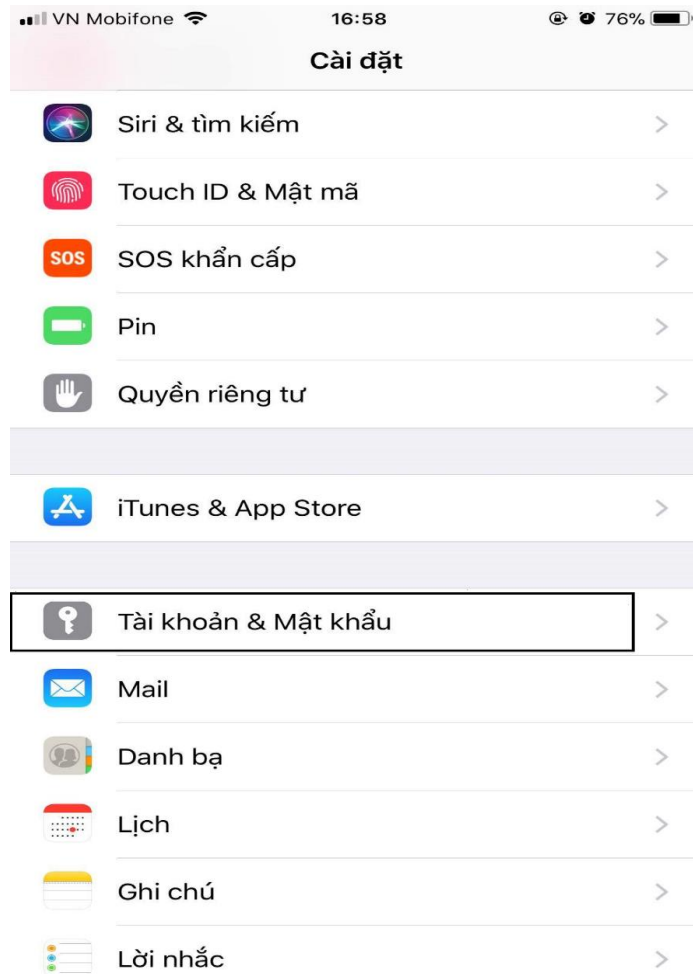 VN Mobifone 16:58 76%
Cài đặt
Siri & tìm kiếm
Touch ID & Mật mã
SOS SOS khẩn cấp
Pin
Quyền riêng tư
iTunes & App Store
Tài khoản & Mật khẩu
Mail
Danh bạ
Lịch
Ghi chú
Lời nhắc